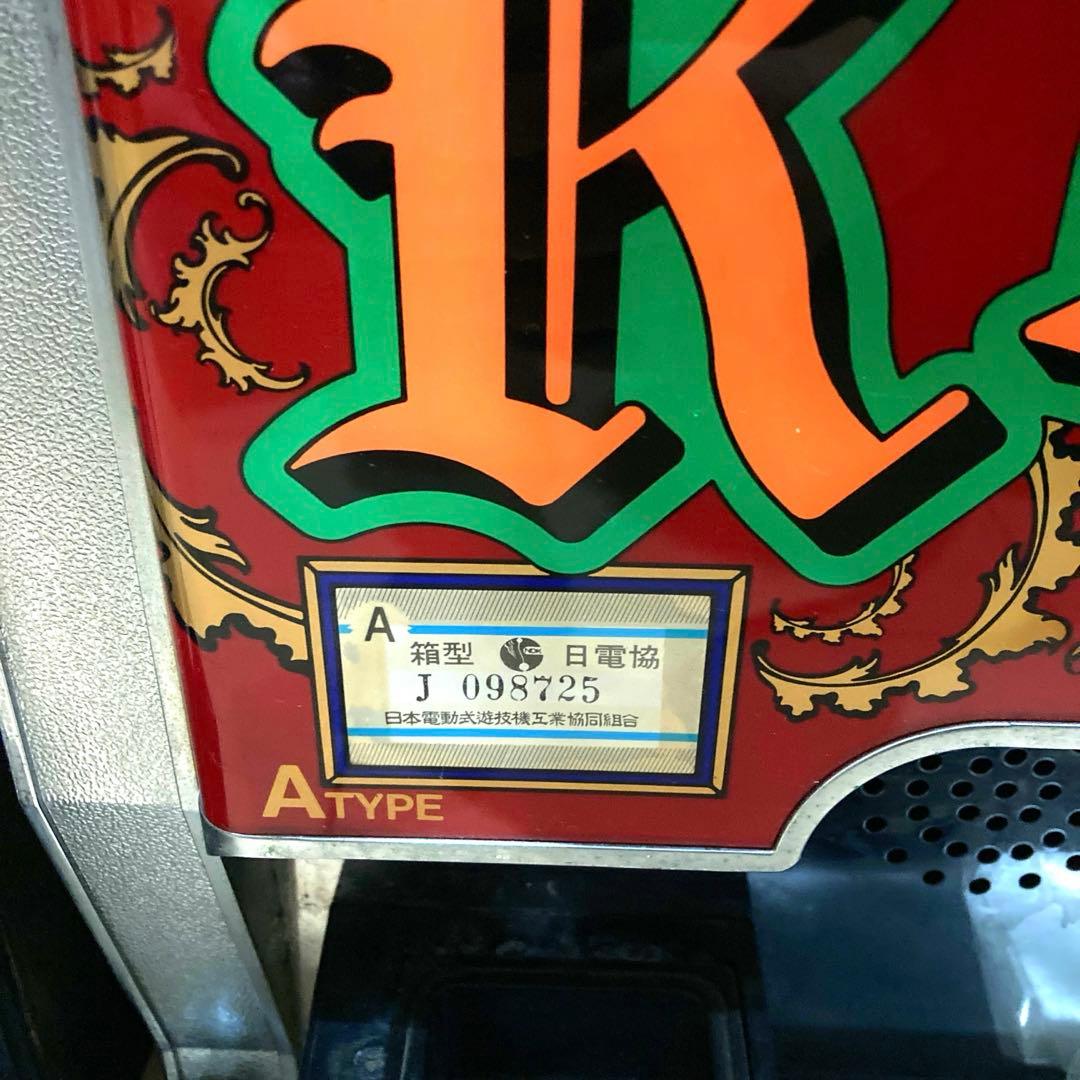 K
A
箱型 日電協
J 098725
日本電動式遊技機工業協同組合
A TYPE